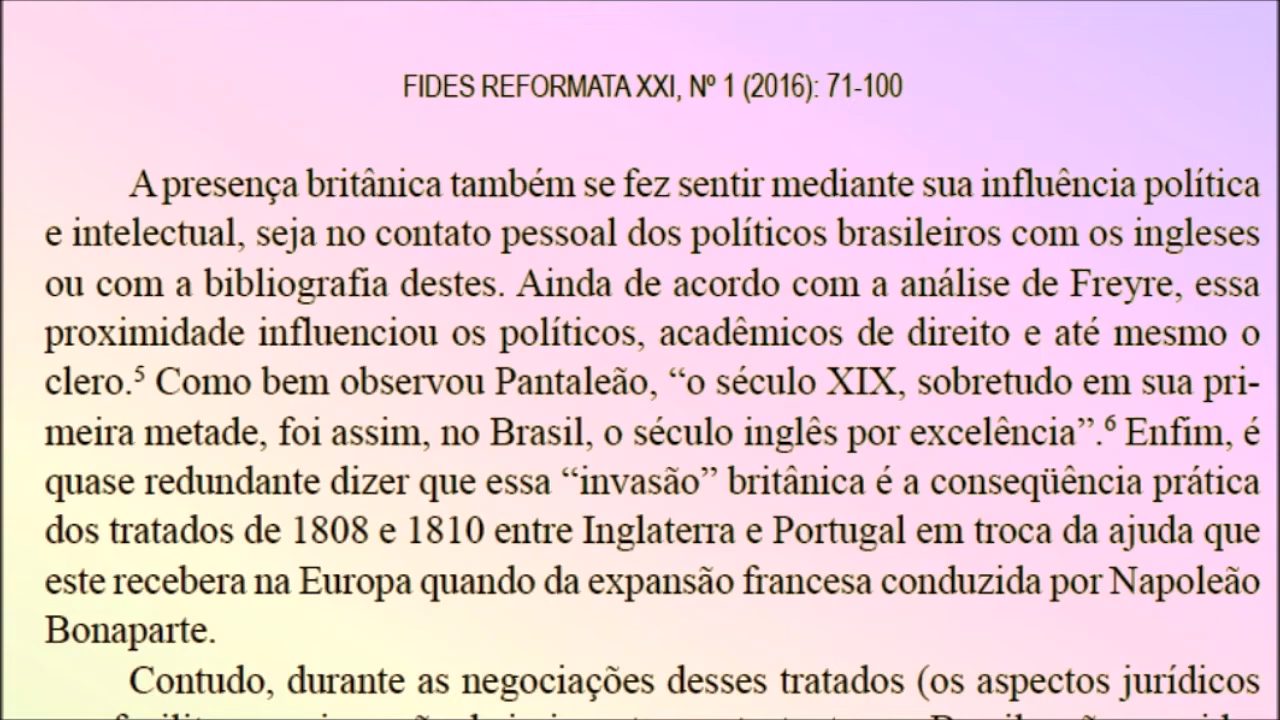 FIDES REFORMATA XXI, Nº 1 (2016): 71-100
A presença britânica também se fez sentir mediante sua influência política
e intelectual, seja no contato pessoal dos políticos brasileiros com os ingleses
ou com a bibliografia destes. Ainda de acordo com a análise de Freyre, essa
proximidade influenciou os políticos, acadêmicos de direito e até mesmo o
clero.⁵ Como bem observou Pantaleão, “o século XIX, sobretudo em sua pri-
meira metade, foi assim, no Brasil, o século inglês por excelência”.⁶ Enfim, é
quase redundante dizer que essa “invasão” britânica é a conseqüência prática
dos tratados de 1808 e 1810 entre Inglaterra e Portugal em troca da ajuda que
este recebera na Europa quando da expansão francesa conduzida por Napoleão
Bonaparte.
Contudo, durante as negociações desses tratados (os aspectos jurídicos